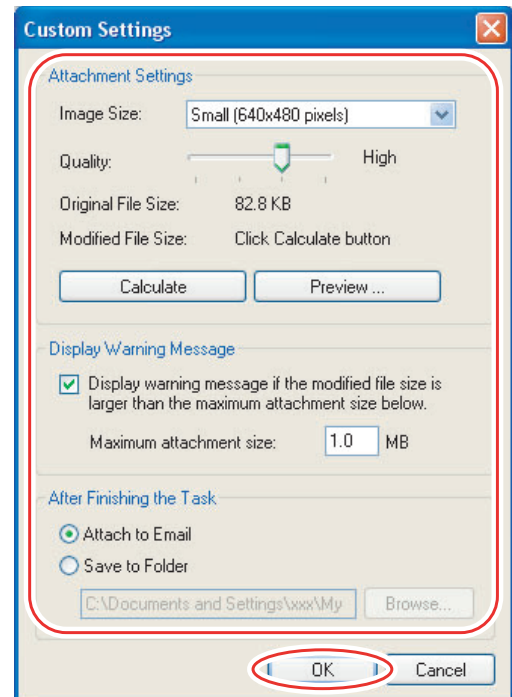 Custom Settings
Attachment Settings
Image Size: Small (640x480 pixels)
Quality: High
Original File Size: 82.8 KB
Modified File Size: Click Calculate button
Calculate Preview ...
Display Warning Message
Display warning message if the modified file size is
larger than the maximum attachment size below.
Maximum attachment size: 1.0 MB
After Finishing the Task
Attach to Email
Save to Folder
C:\Documents and Settings\xxx\My Browse...
OK Cancel